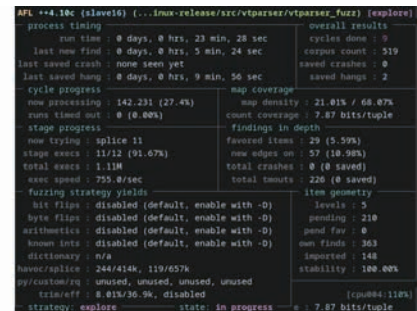 AFL ++4.10c {slave16} (...inux-release/src/vtparser/vtparser_fuzz) [explore]
process timing overall results
run time : 0 days, 0 hrs, 23 min, 28 sec cycles done : 9
last new find : 0 days, 0 hrs, 5 min, 24 sec corpus count : 519
last saved crash : none seen yet saved crashes : 0
last saved hang : 0 days, 0 hrs, 9 min, 56 sec saved hangs : 2
cycle progress map coverage
now processing : 142.231 (27.4%) map density : 21.01% / 68.07%
runs timed out : 0 (0.00%) count coverage : 7.87 bits/tuple
stage progress findings in depth
now trying : splice 11 favored items : 29 (5.59%)
stage execs : 11/12 (91.67%) new edges on : 57 (10.98%)
total execs : 1.11M total crashes : 0 (0 saved)
exec speed : 755.0/sec total tmouts : 226 (0 saved)
fuzzing strategy yields item geometry
bit flips : disabled (default, enable with -D) levels : 5
byte flips : disabled (default, enable with -D) pending : 210
arithmetics : disabled (default, enable with -D) pend fav : 0
known ints : disabled (default, enable with -D) own finds : 363
dictionary : n/a imported : 148
havoc/splice : 244/414k, 119/657k stability : 100.00%
py/custom/rq : unused, unused, unused, unused
trim/eff : 8.01%/36.9k, disabled [cpu004:110%]
strategy: explore state: in progress e : 7.87 bits/tuple